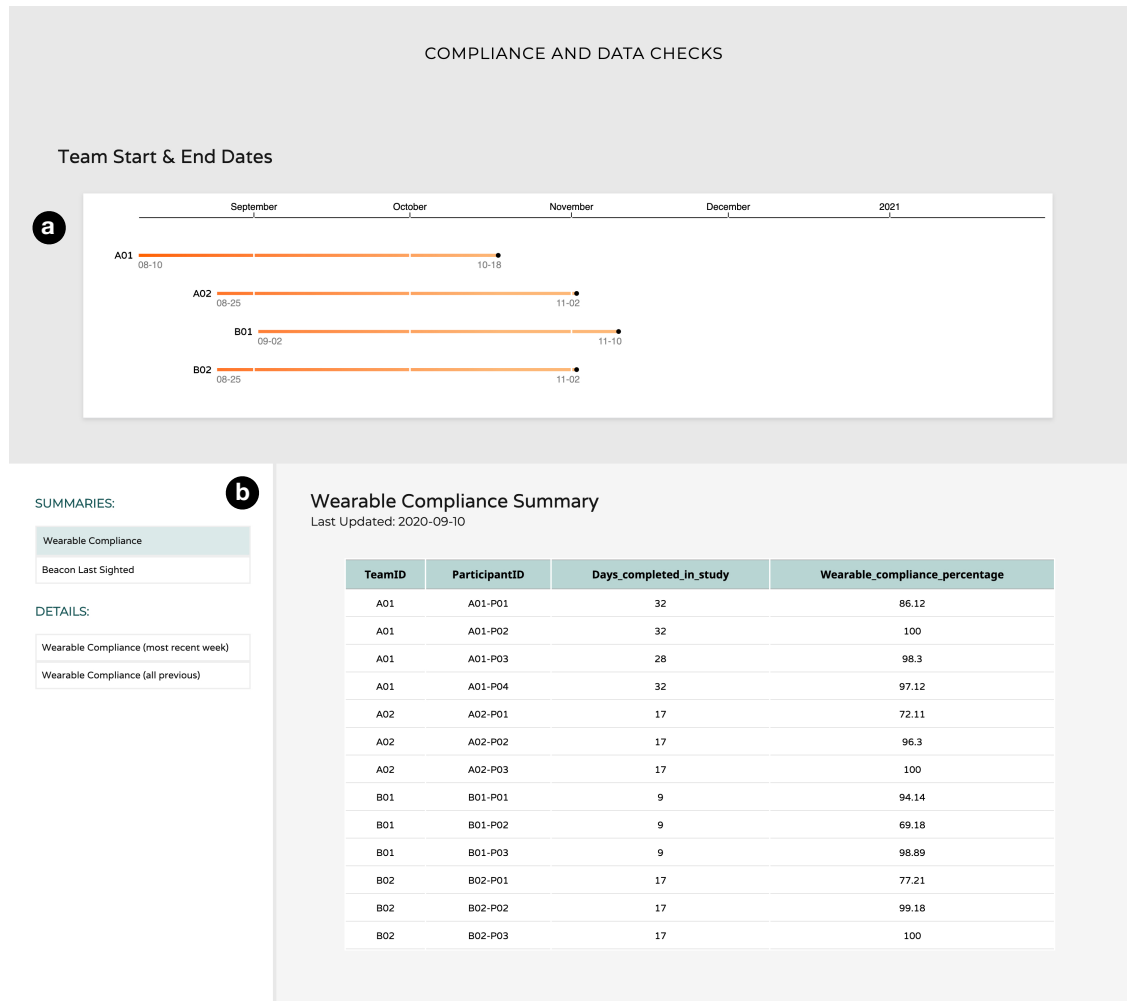 COMPLIANCE AND DATA CHECKS
Team Start & End Dates
a
September October November December 2021
A01
08-10 10-18
A02
08-25 11-02
B01
09-02 11-10
B02
08-25 11-02
b
SUMMARIES:
Wearable Compliance
Beacon Last Sighted
DETAILS:
Wearable Compliance (most recent week)
Wearable Compliance (all previous)
Wearable Compliance Summary
Last Updated: 2020-09-10
TeamID ParticipantID Days_completed_in_study Wearable_compliance_percentage
A01 A01-P01 32 86.12
A01 A01-P02 32 100
A01 A01-P03 28 98.3
A01 A01-P04 32 97.12
A02 A02-P01 17 72.11
A02 A02-P02 17 96.3
A02 A02-P03 17 100
B01 B01-P01 9 94.14
B01 B01-P02 9 69.18
B01 B01-P03 9 98.89
B02 B02-P01 17 77.21
B02 B02-P02 17 99.18
B02 B02-P03 17 100